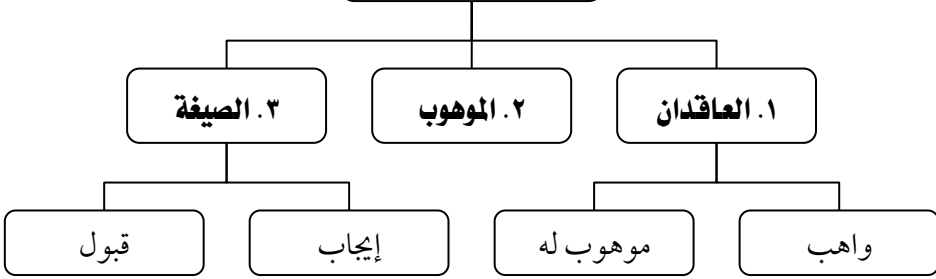 ١. العاقدان
٢. الموهوب
٣. الصيغة
واهب
موهوب له
إيجاب
قبول